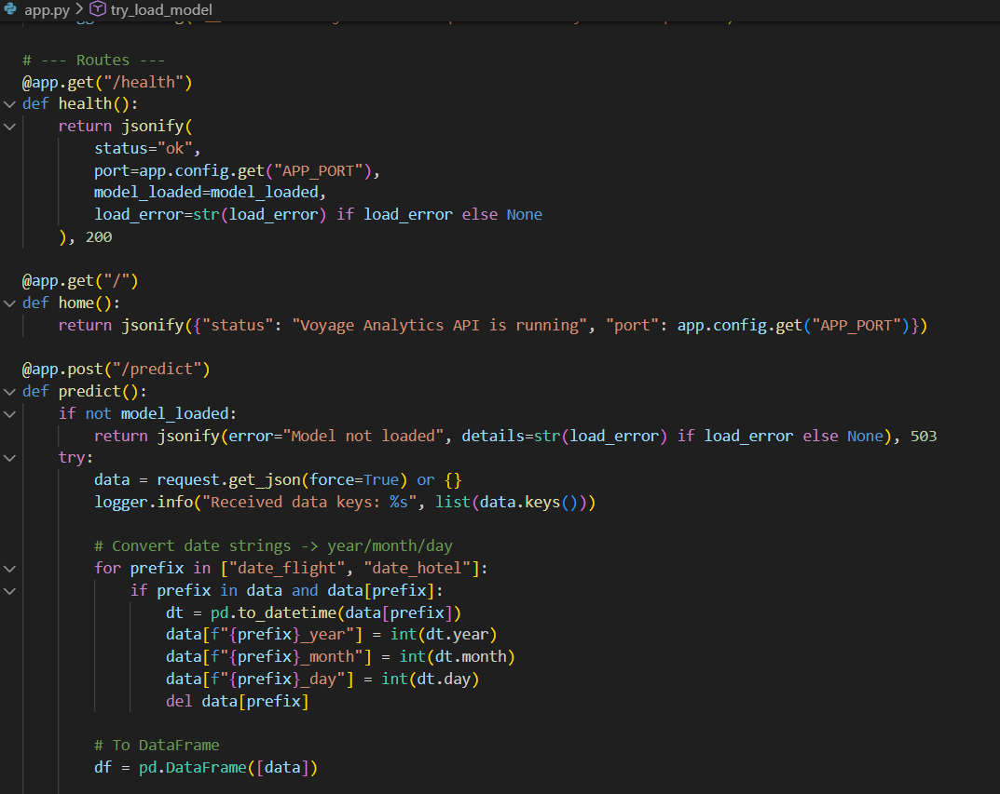 app.py > try_load_model
# --- Routes ---
@app.get("/health")
def health():
    return jsonify(
        status="ok",
        port=app.config.get("APP_PORT"),
        model_loaded=model_loaded,
        load_error=str(load_error) if load_error else None
    ), 200
@app.get("/")
def home():
    return jsonify({"status": "Voyage Analytics API is running", "port": app.config.get("APP_PORT")})
@app.post("/predict")
def predict():
    if not model_loaded:
        return jsonify(error="Model not loaded", details=str(load_error) if load_error else None), 503
    try:
        data = request.get_json(force=True) or {}
        logger.info("Received data keys: %s", list(data.keys()))
        # Convert date strings -> year/month/day
        for prefix in ["date_flight", "date_hotel"]:
            if prefix in data and data[prefix]:
                dt = pd.to_datetime(data[prefix])
                data[f"{prefix}_year"] = int(dt.year)
                data[f"{prefix}_month"] = int(dt.month)
                data[f"{prefix}_day"] = int(dt.day)
                del data[prefix]
        # To DataFrame
        df = pd.DataFrame([data])